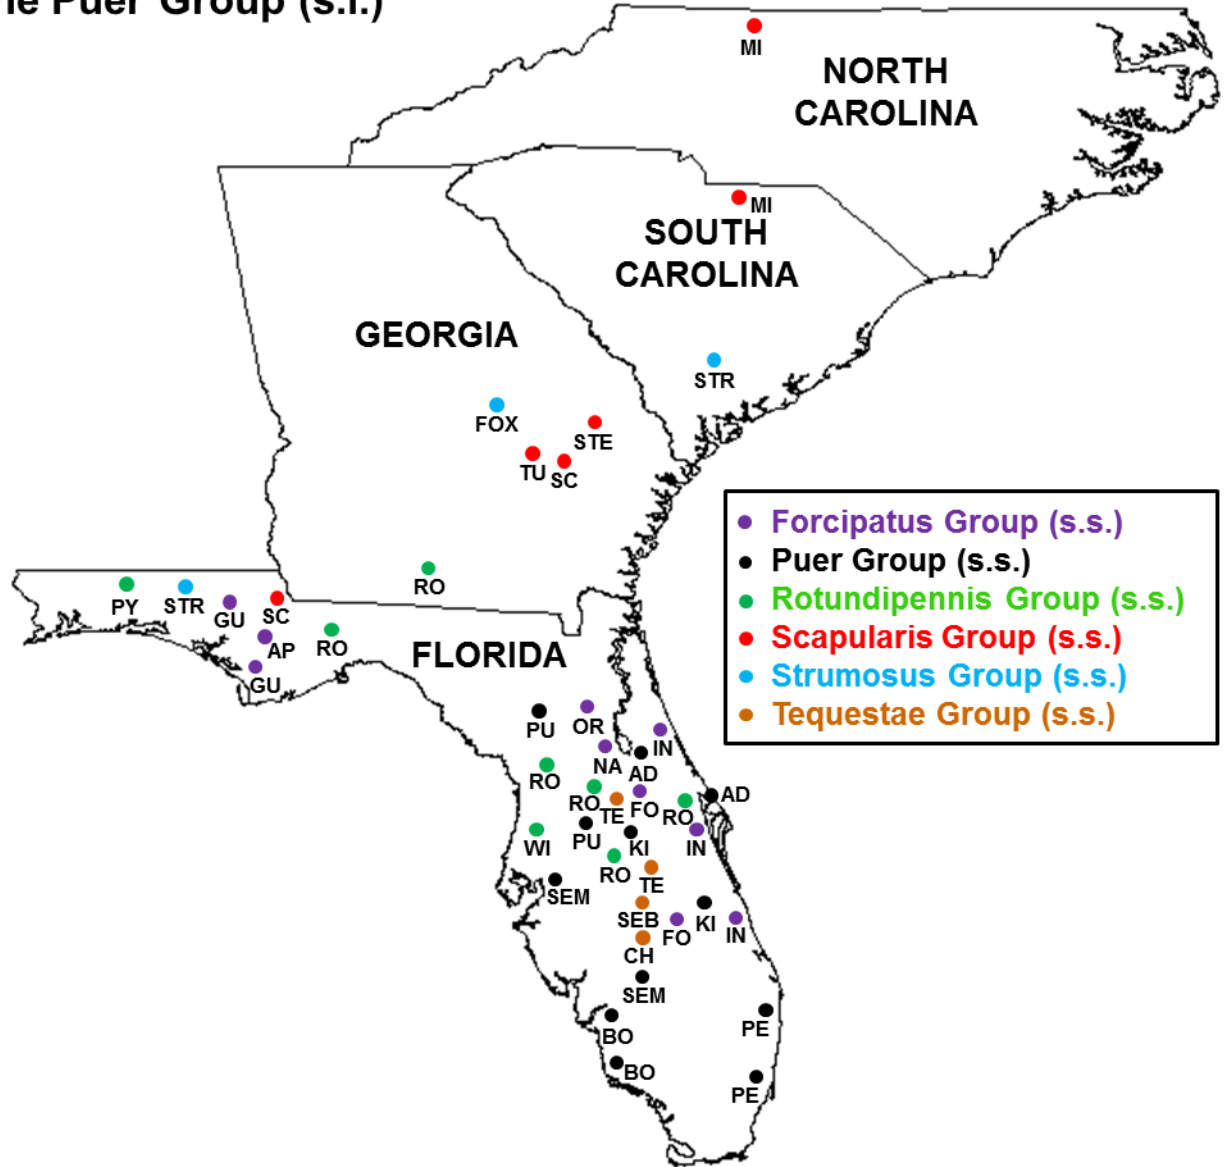 Puer Group (s.l.)
MI
NORTH
CAROLINA
MI
SOUTH
CAROLINA
GEORGIA
STR
FOX
STE
TU
SC
Forcipatus Group (s.s.)
Puer Group (s.s.)
Rotundipennis Group (s.s.)
Scapularis Group (s.s.)
Strumosus Group (s.s.)
Tequestae Group (s.s.)
RO
PY
STR
GU
SC
AP
RO
GU
FLORIDA
PU
OR
IN
NA
AD
RO
RO
TE
FO
RO
AD
WI
PU
KI
IN
RO
TE
SEM
SEB
FO
KI
IN
CH
SEM
BO
PE
BO
PE